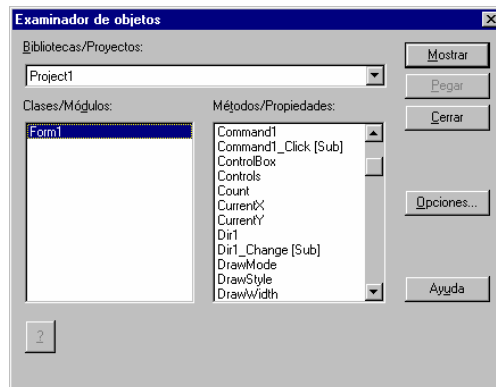 Examinador de objetos
Bibliotecas/Proyectos:
Project1
Mostrar
Pegar
Cerrar
Opciones...
Ayuda
Clases/Módulos:
Form1
Métodos/Propiedades:
Command1
Command1_Click [Sub]
ControlBox
Controls
Count
CurrentX
CurrentY
Dir1
Dir1_Change [Sub]
DrawMode
DrawStyle
DrawWidth
?